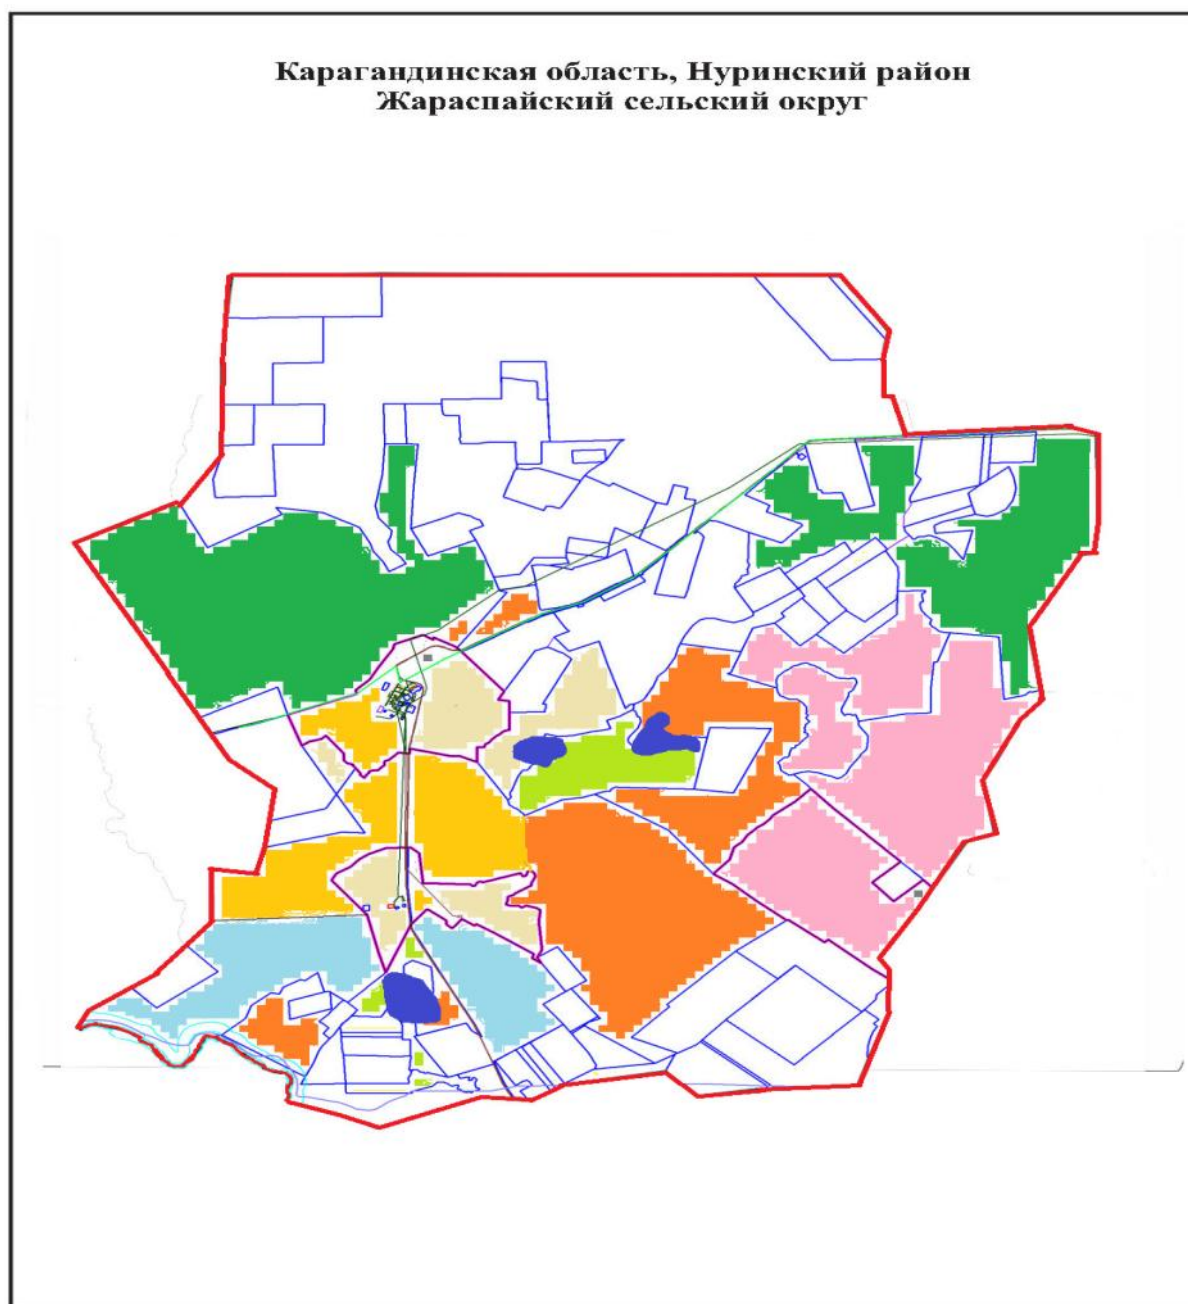 Карагандинская область, Нуринский район
Жараспайский сельский округ